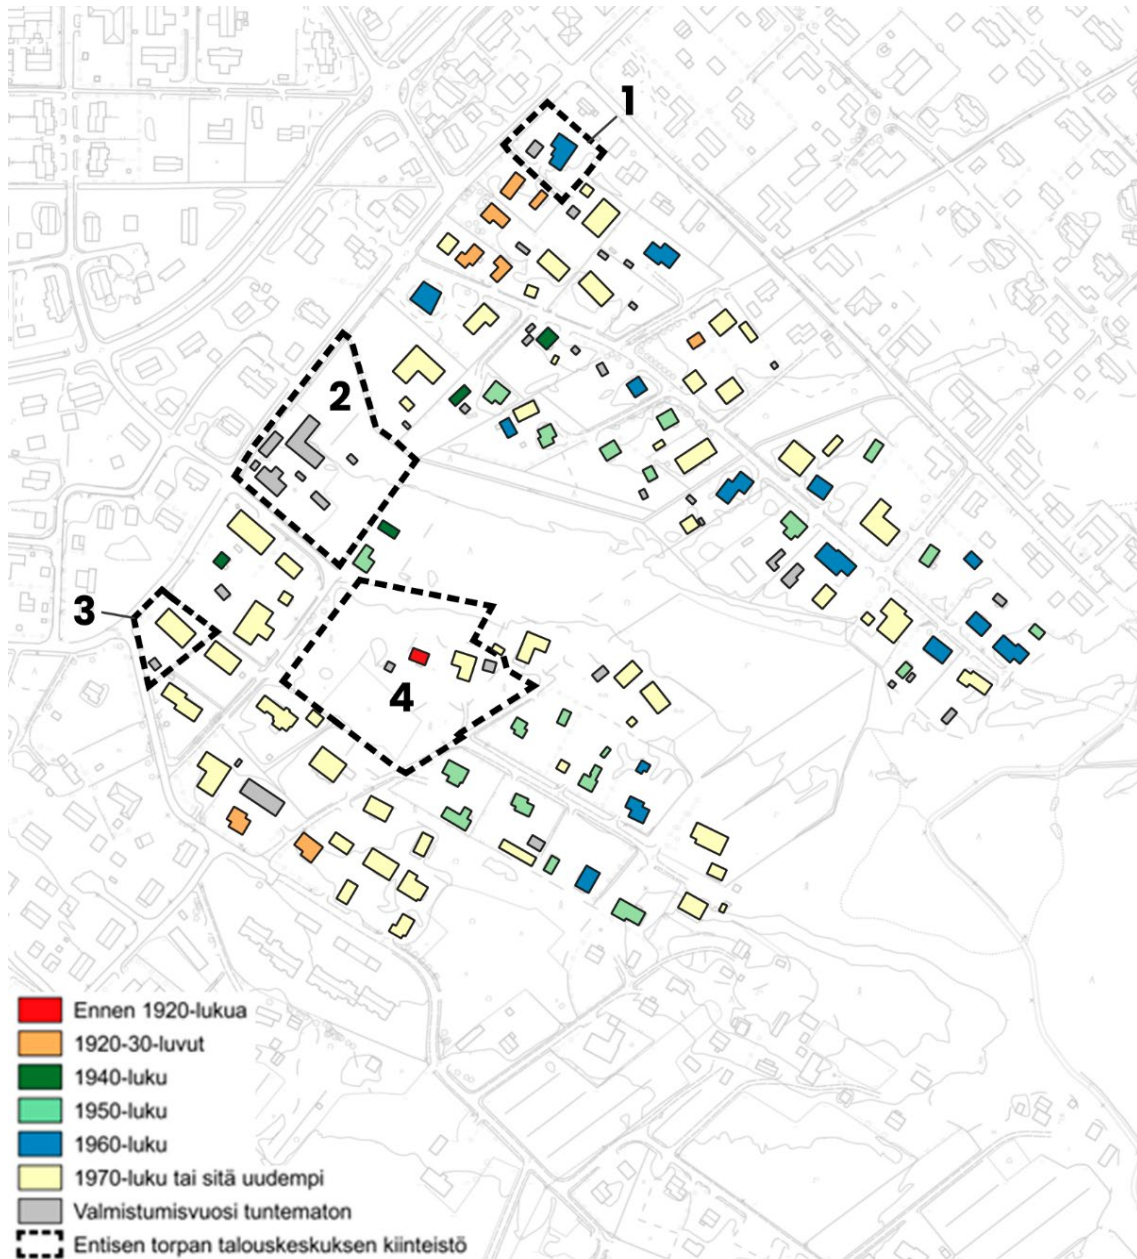 1
2
3
4
Ennen 1920-lukua
1920-30-luvut
1940-luku
1950-luku
1960-luku
1970-luku tai sitä uudempi
Valmistumisvuosi tuntematon
Entisen torpan talouskeskuksen kiinteistö